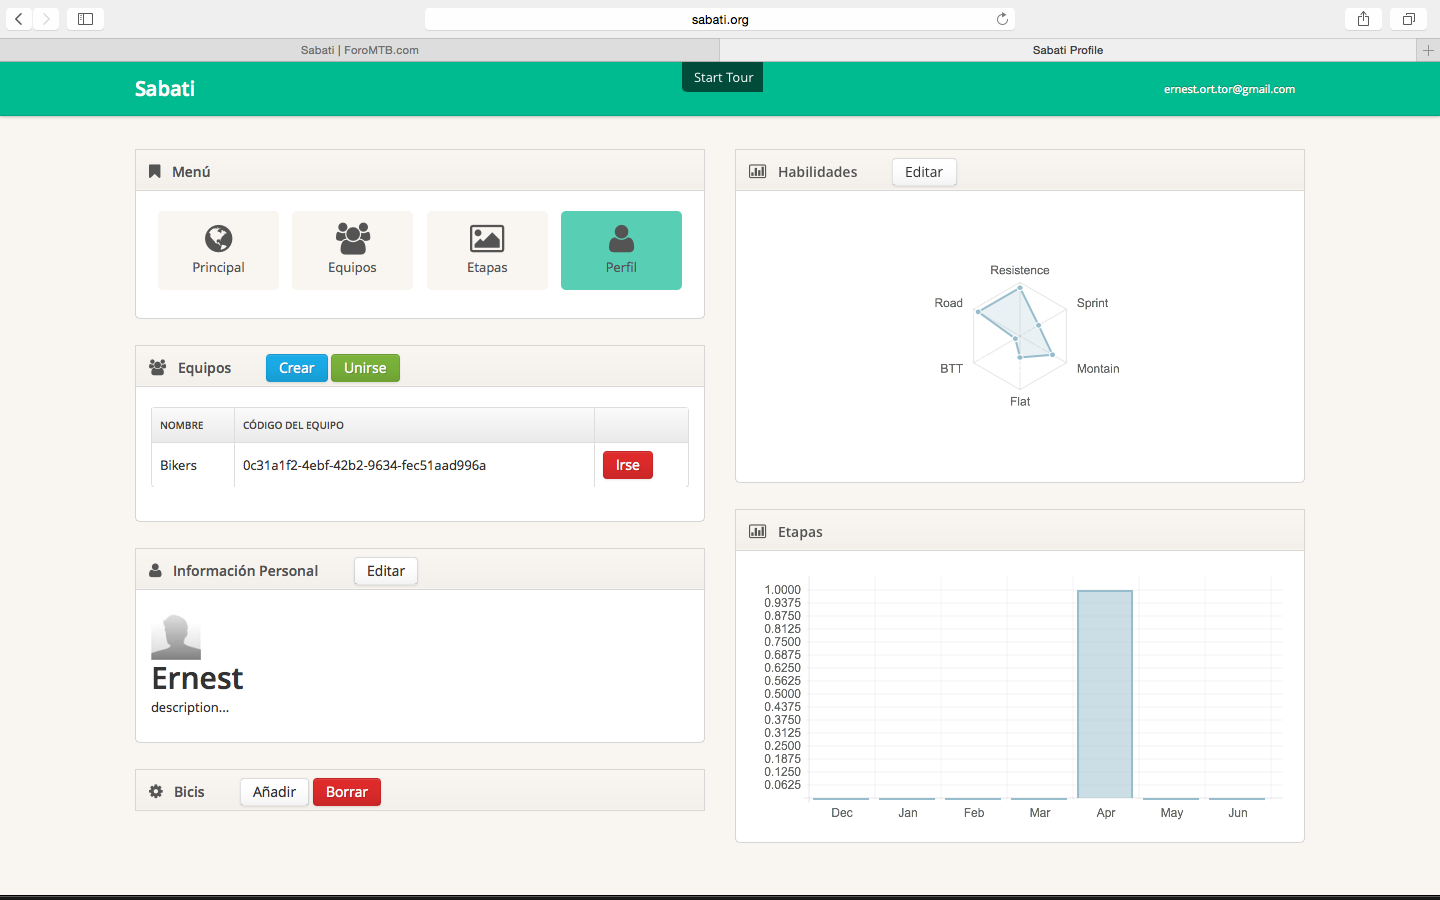 sabati.org
Sabati | ForoMTB.com
Sabati Profile
Sabati
Start Tour
ernest.ort.tor@gmail.com
Menú
Principal
Equipos
Etapas
Perfil
Equipos
Crear
Unirse
NOMBRE
CÓDIGO DEL EQUIPO
Bikers
0c31a1f2-4ebf-42b2-9634-fec51aad996a
Irse
Información Personal
Editar
Ernest
description...
Bicis
Añadir
Borrar
Habilidades
Editar
Resistence
Road
Sprint
BTT
Montain
Flat
Etapas
1.0000
0.9375
0.8750
0.8125
0.7500
0.6875
0.6250
0.5625
0.5000
0.4375
0.3750
0.3125
0.2500
0.1875
0.1250
0.0625
Dec
Jan
Feb
Mar
Apr
May
Jun